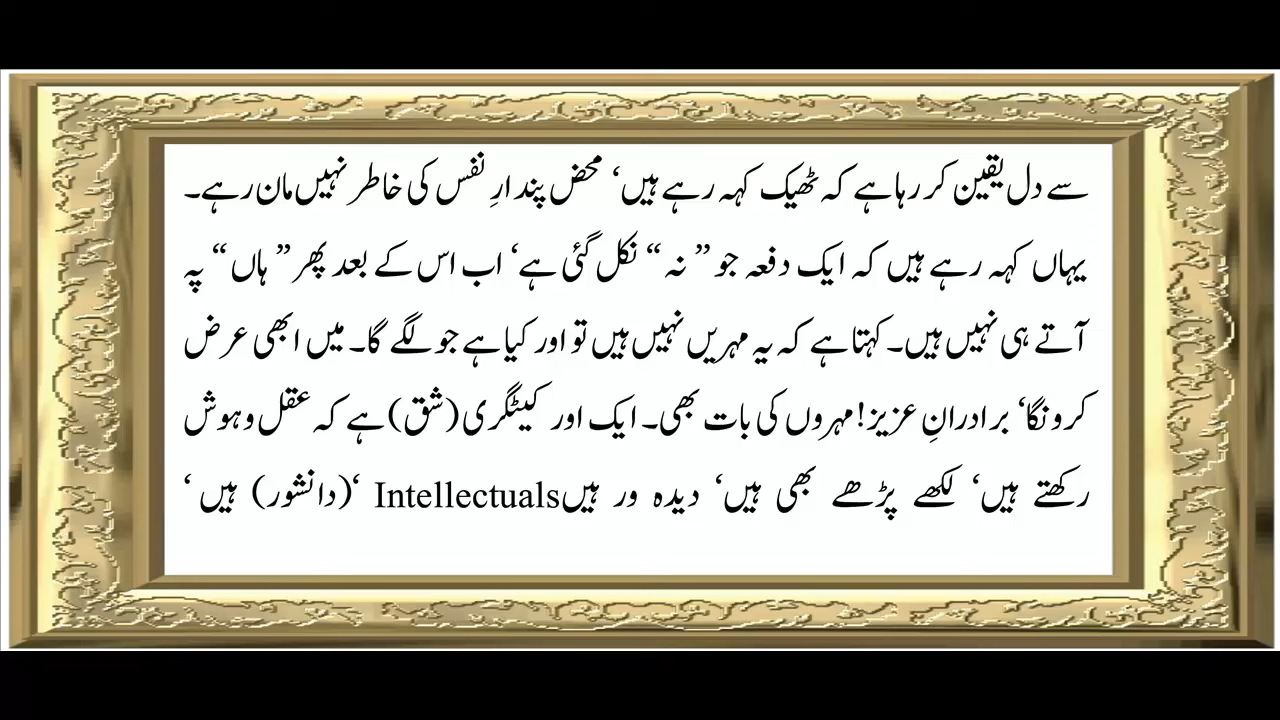 سے دل یقین کر رہا ہے کہ ٹھیک کہہ رہے ہیں‘ محض پندارِ نفس کی خاطر نہیں مان رہے۔
یہاں کہہ رہے ہیں کہ ایک دفعہ جو ” نہ “ نکل گئی ہے‘ اب اس کے بعد پھر ” ہاں “ پہ
آتے ہی نہیں ہیں۔ کہتا ہے کہ یہ مہریں نہیں ہیں تو اور کیا ہے جو لگے گا۔ میں ابھی عرض
کرونگا‘ برادرانِ عزیز! مہروں کی بات بھی۔ ایک اور کیٹگری (شق) ہے کہ عقل و ہوش
رکھتے ہیں‘ لکھے پڑھے بھی ہیں‘ دیدہ ور ہیں Intellectuals ‘(دانشور) ہیں ‘